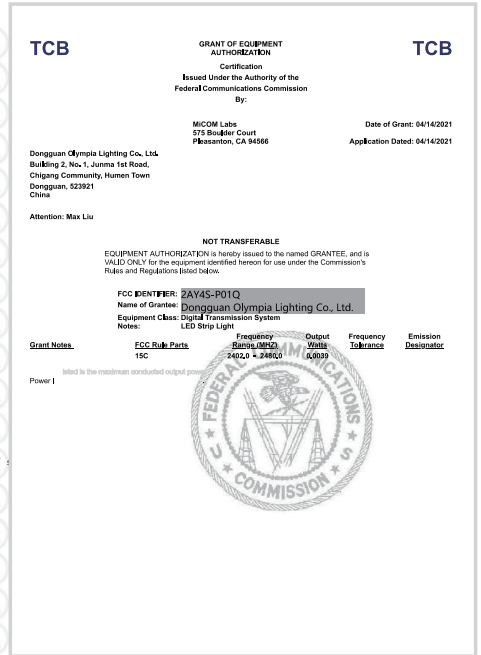 TCB
GRANT OF EQUIPMENT
AUTHORIZATION
TCB
Certification
Issued Under the Authority of the
Federal Communications Commission
By:
MiCOM Labs
575 Boulder Court
Pleasanton, CA 94566
Date of Grant: 04/14/2021
Application Dated: 04/14/2021
Dongguan Olympia Lighting Co., Ltd.
Building 2, No. 1, Junma 1st Road,
Chigang Community, Humen Town
Dongguan, 523921
China
Attention: Max Liu
NOT TRANSFERABLE
EQUIPMENT AUTHORIZATION is hereby issued to the named GRANTEE, and is
VALID ONLY for the equipment identified hereon for use under the Commission's
Rules and Regulations listed below.
FCC IDENTIFIER: 2AY4S-P01Q
Name of Grantee: Dongguan Olympia Lighting Co., Ltd.
Equipment Class: Digital Transmission System
Notes: LED Strip Light
Grant Notes FCC Rule Parts Frequency Range (MHZ) Output Watts Frequency Tolerance Emission Designator
15C 2402.0 - 2480.0 0.0039
listed is the maximum conducted output power.
Power l
FEDERAL COMMUNICATIONS COMMISSION
U S